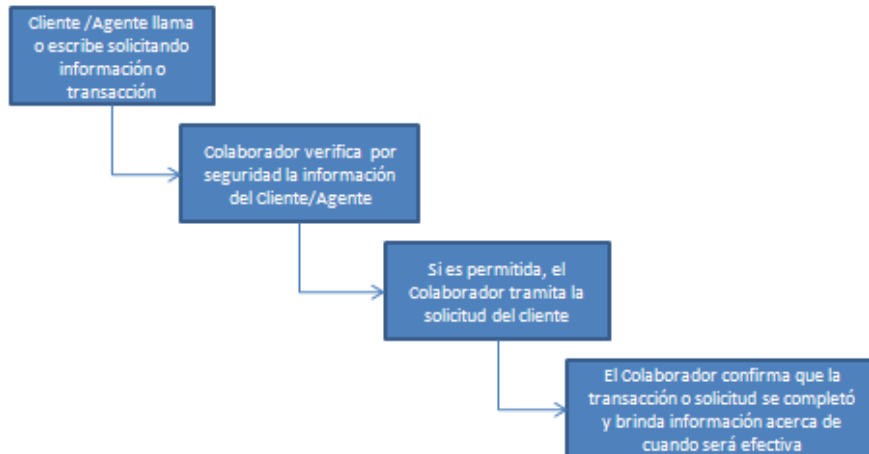 Cliente /Agente llama
o escribe solicitando
información o
transacción
Colaborador verifica por
seguridad la información
del Cliente/Agente
Si es permitida, el
Colaborador tramita la
solicitud del cliente
El Colaborador confirma que la
transacción o solicitud se completó
y brinda información acerca de
cuando será efectiva